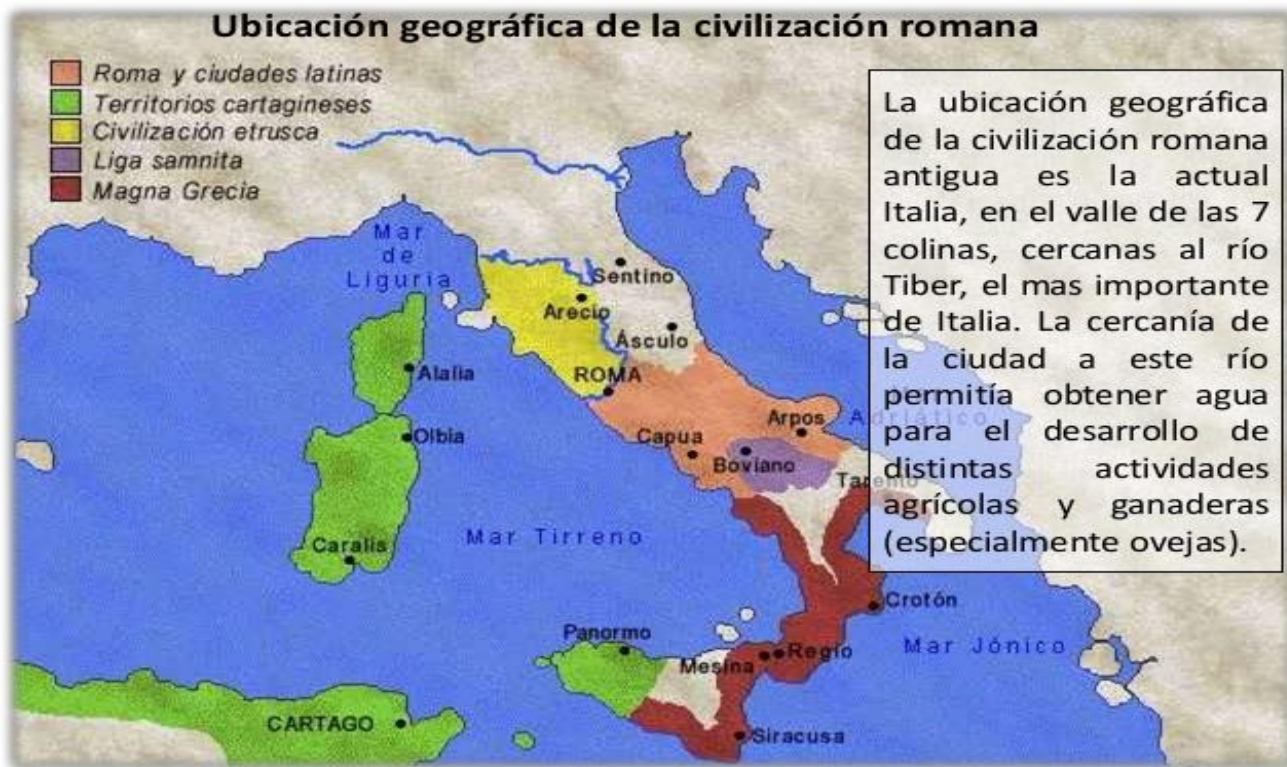 Ubicación geográfica de la civilización romana
Roma y ciudades latinas
Territorios cartagineses
Civilización etrusca
Liga samnita
Magna Grecia
La ubicación geográfica
de la civilización romana
antigua es la actual
Italia, en el valle de las 7
colinas, cercanas al río
Tiber, el mas importante
de Italia. La cercanía de
la ciudad a este río
permitía obtener agua
para el desarrollo de
distintas actividades
agrícolas y ganaderas
(especialmente ovejas).
Mar
de
Liguria
Sentino
Arecio
Ásculo
Alalia
ROMA
Olbia
Capua
Arpos
Adriático
Boviano
Tarento
Caralis
Mar Tirreno
Crotón
Panormo
Mesina
Regio
Mar Jónico
CARTAGO
Siracusa